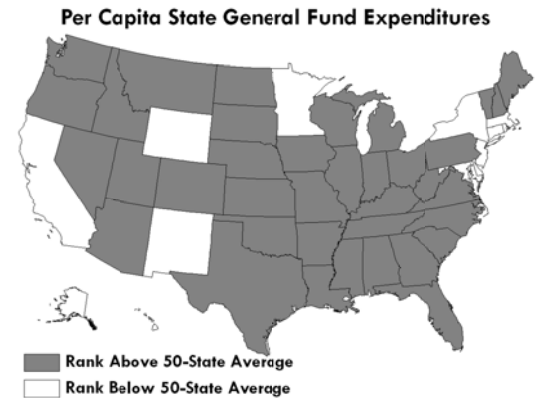 Per Capita State General Fund Expenditures
Rank Above 50-State Average
Rank Below 50-State Average